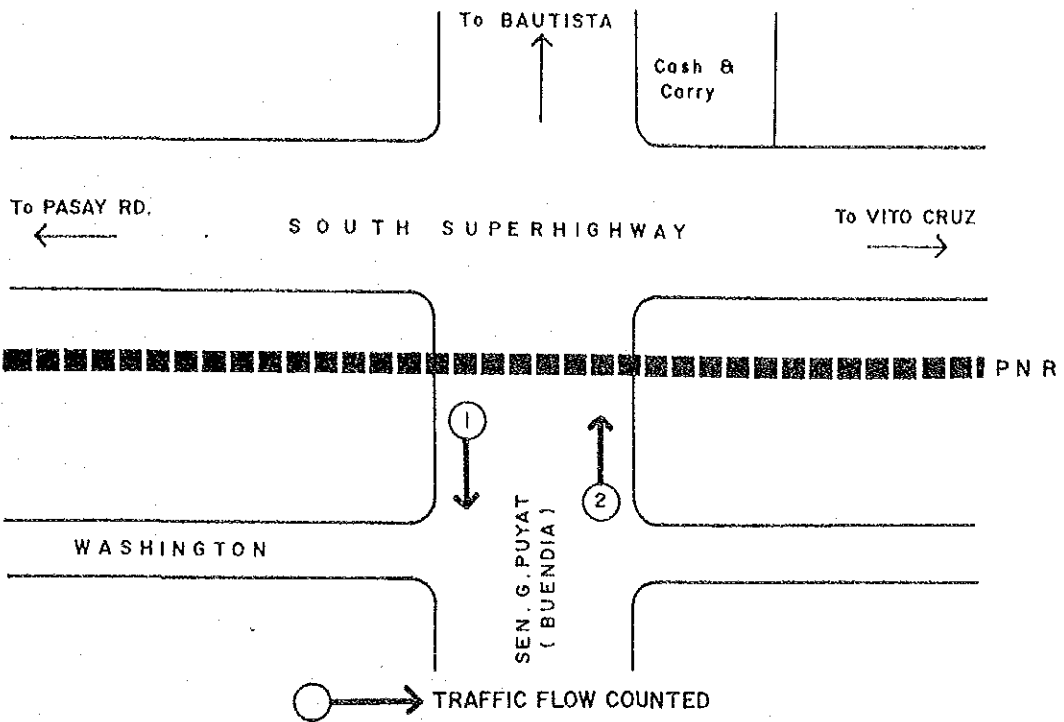 To BAUTISTA
Cash &
Carry
To PASAY RD.
SOUTH SUPERHIGHWAY
To VITO CRUZ
PNR
1
2
SEN. G. PUYAT
( BUENDIA )
WASHINGTON
TRAFFIC FLOW COUNTED